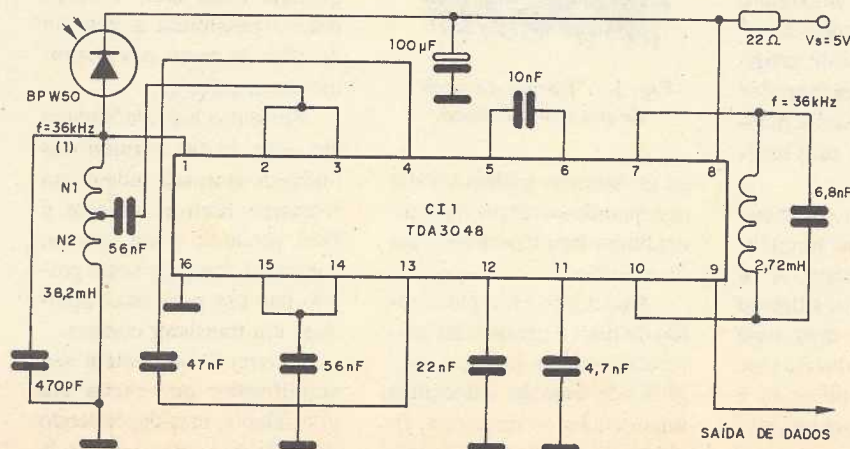 22Ω
Vs=5V
100µF
10nF
BPW50
f=36kHz
(1)
f=36kHz
1
2
3
4
5
6
7
8
N1
N2
56nF
CI1
TDA3048
6,8nF
2,72mH
38,2mH
16
15
14
13
12
11
10
9
470pF
47nF
56nF
22nF
4,7nF
SAÍDA DE DADOS